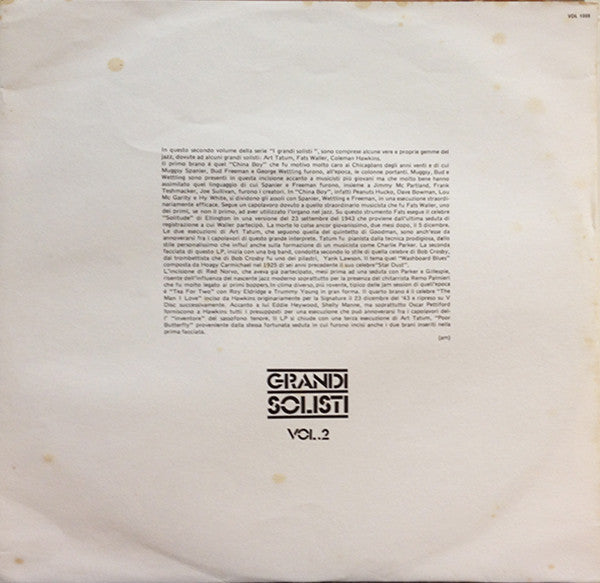 VOL 1008
In questo secondo volume della serie "I grandi solisti", sono comprese alcune vere e proprie gemme del
jazz, dovute ad alcuni grandi solisti: Art Tatum, Fats Waller, Coleman Hawkins.
Il primo brano è quel "China Boy" che fu motivo molto caro ai Chicagoans degli anni venti e di cui
Muggsy Spanier, Bud Freeman e George Wettling furono, all'epoca, le colonne portanti. Muggsy, Bud e
Wettling sono presenti in questa incisione accanto a musicisti più giovani ma che molto bene hanno
assimilato quel linguaggio di cui Spanier e Freeman furono, insieme a Jimmy Mc Partland, Frank
Teshmacker, Joe Sullivan, furono i creatori. In "China Boy", infatti Peanuts Hucko, Dave Bowman, Lou
Mc Garity e Hy White, si dividono gli assoli con Spanier, Wettling e Freeman, in una esecuzione straordi-
nariamente efficace. Segue un capolavoro dovuto a quello straordinario musicista che fu Fats Waller, uno
dei primi, se non il primo, ad aver utilizzato l'organo nel jazz. Su questo strumento Fats esegue il celebre
"Solitude" di Ellington in una versione del 23 settembre del 1943 che proviene dall'ultima seduta di
registrazione a cui Waller partecipò. La morte lo colse ancor giovanissimo, due mesi dopo, il 5 dicembre.
Le due esecuzioni di Art Tatum, che seguono quella del quintetto di Goodman, sono anch'esse da
annoverarsi fra i capolavori di questo grande interprete. Tatum fu pianista dalla tecnica prodigiosa, dallo
stile personalissimo che influì anche sulla formazione di un musicista come Charlie Parker. La seconda
facciata di questo LP, inizia con una big band, condotta secondo lo stile di quella celebre di Bob Crosby,
dal trombettista che di Bob Crosby fu uno dei pilastri, Yank Lawson. Il tema quel "Washboard Blues",
composta da Hoagy Carmichael nel 1925 di sei anni precedente il suo celebre "Star Dust".
L'incisione di Red Norvo, che aveva già partecipato, mesi prima ad una seduta con Parker e Gillespie,
risente dell'influenza del nascente jazz moderno soprattutto per la presenza del chitarrista Remo Palmieri
che fu molto legato ai primi boppers. In clima diverso, più rovente, tipico delle jam session di quell'epoca
è "Tea For Two" con Roy Eldridge e Trummy Young in gran forma. Il quarto brano è il celebre "The
Man I Love" inciso da Hawkins originariamente per la Signature il 23 dicembre del '43 e ripreso su V
Disc successivamente. Accanto a lui Eddie Heywood, Shelly Manne, ma soprattutto Oscar Pettiford
forniscono a Hawkins tutti i presupposti per una esecuzione che può annoverarsi fra i capolavori del-
l' "inventore" del sassofono tenore. Il LP si chiude con una terza esecuzione di Art Tatum, "Poor
Butterfly" proveniente dalla stessa fortunata seduta in cui furono incisi anche i due brani inseriti nella
prima facciata.
(am)
GRANDI
SOLISTI
VOL.2